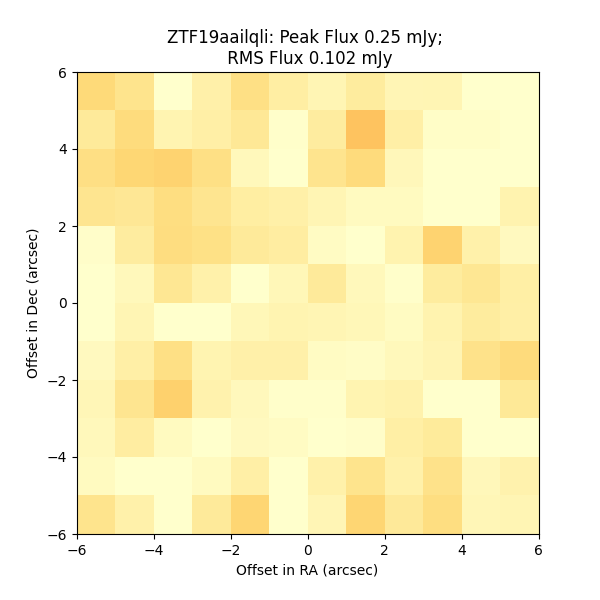 ZTF19aailqli: Peak Flux 0.25 mJy;
RMS Flux 0.102 mJy
6
4
2
0
−2
−4
−6
Offset in Dec (arcsec)
−6 −4 −2 0 2 4 6
Offset in RA (arcsec)